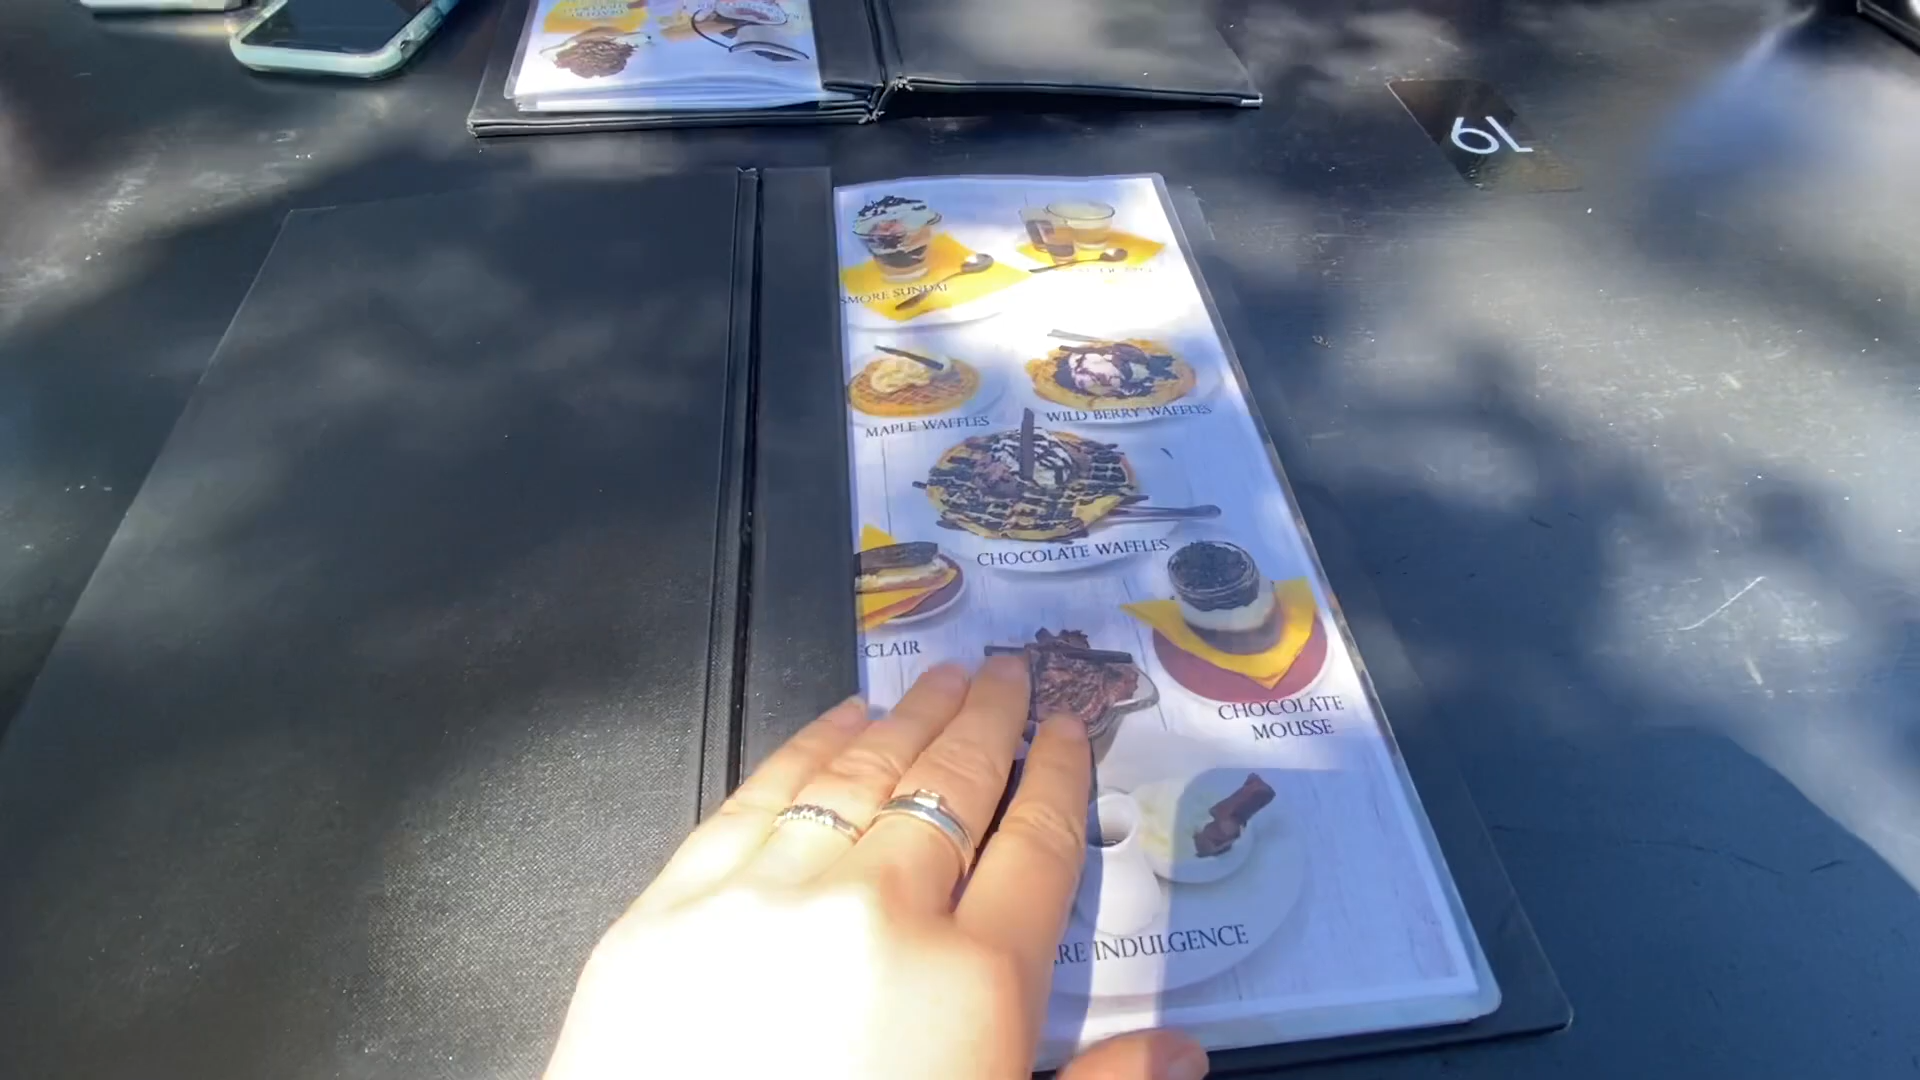 19
SMORE SUNDAE
MAPLE WAFFLES
WILD BERRY WAFFLES
CHOCOLATE WAFFLES
ECLAIR
CHOCOLATE
MOUSSE
INDULGENCE